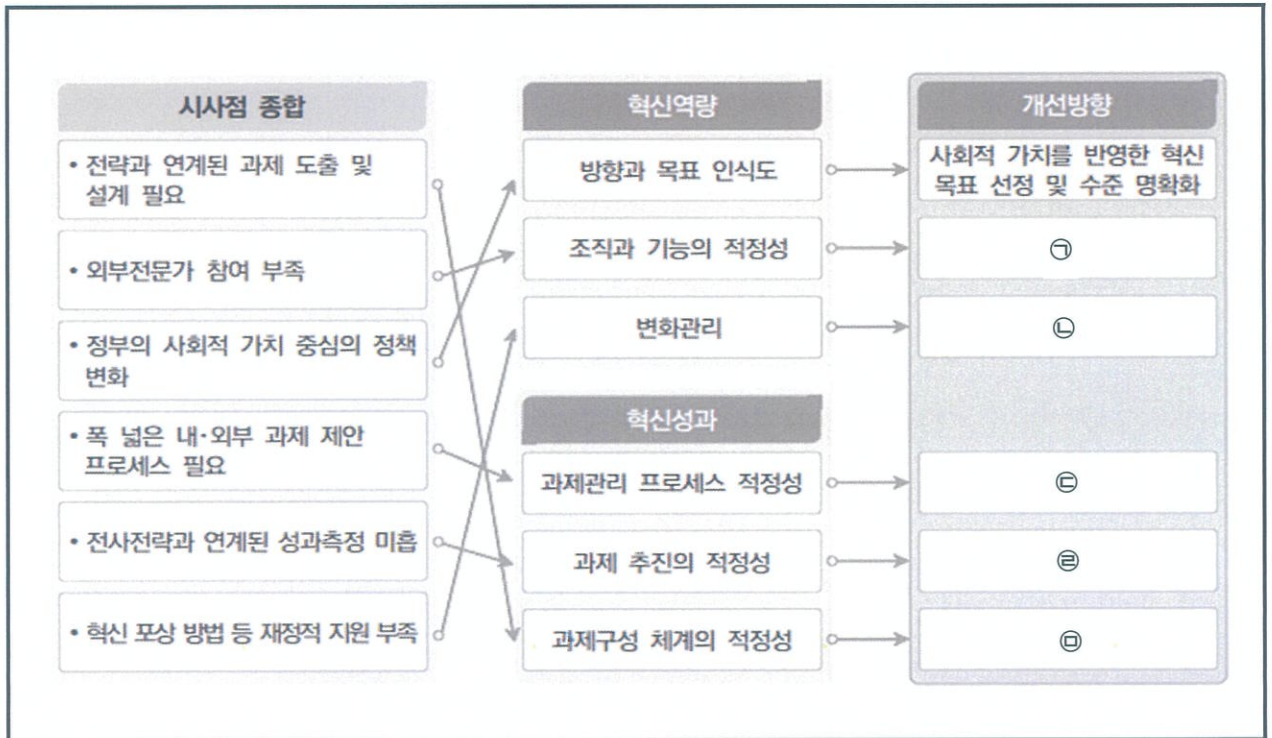 시사점 종합
• 전략과 연계된 과제 도출 및
설계 필요
• 외부전문가 참여 부족
• 정부의 사회적 가치 중심의 정책
변화
• 폭 넓은 내·외부 과제 제안
프로세스 필요
• 전사전략과 연계된 성과측정 미흡
• 혁신 포상 방법 등 재정적 지원 부족
혁신역량
방향과 목표 인식도
조직과 기능의 적정성
변화관리
혁신성과
과제관리 프로세스 적정성
과제 추진의 적정성
과제구성 체계의 적정성
개선방향
사회적 가치를 반영한 혁신
목표 선정 및 수준 명확화
㉠
㉡
㉢
㉣
㉤